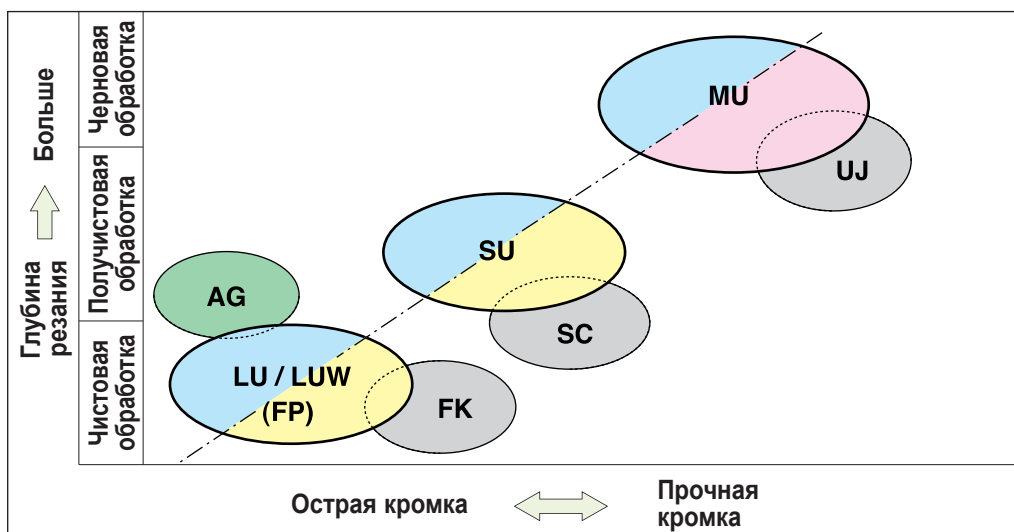 Глубина
резания
Больше
Черновая
обработка
Получистовая
обработка
Чистовая
обработка
MU
UJ
SU
AG
SC
LU / LUW
(FP)
FK
Острая кромка
Прочная
кромка